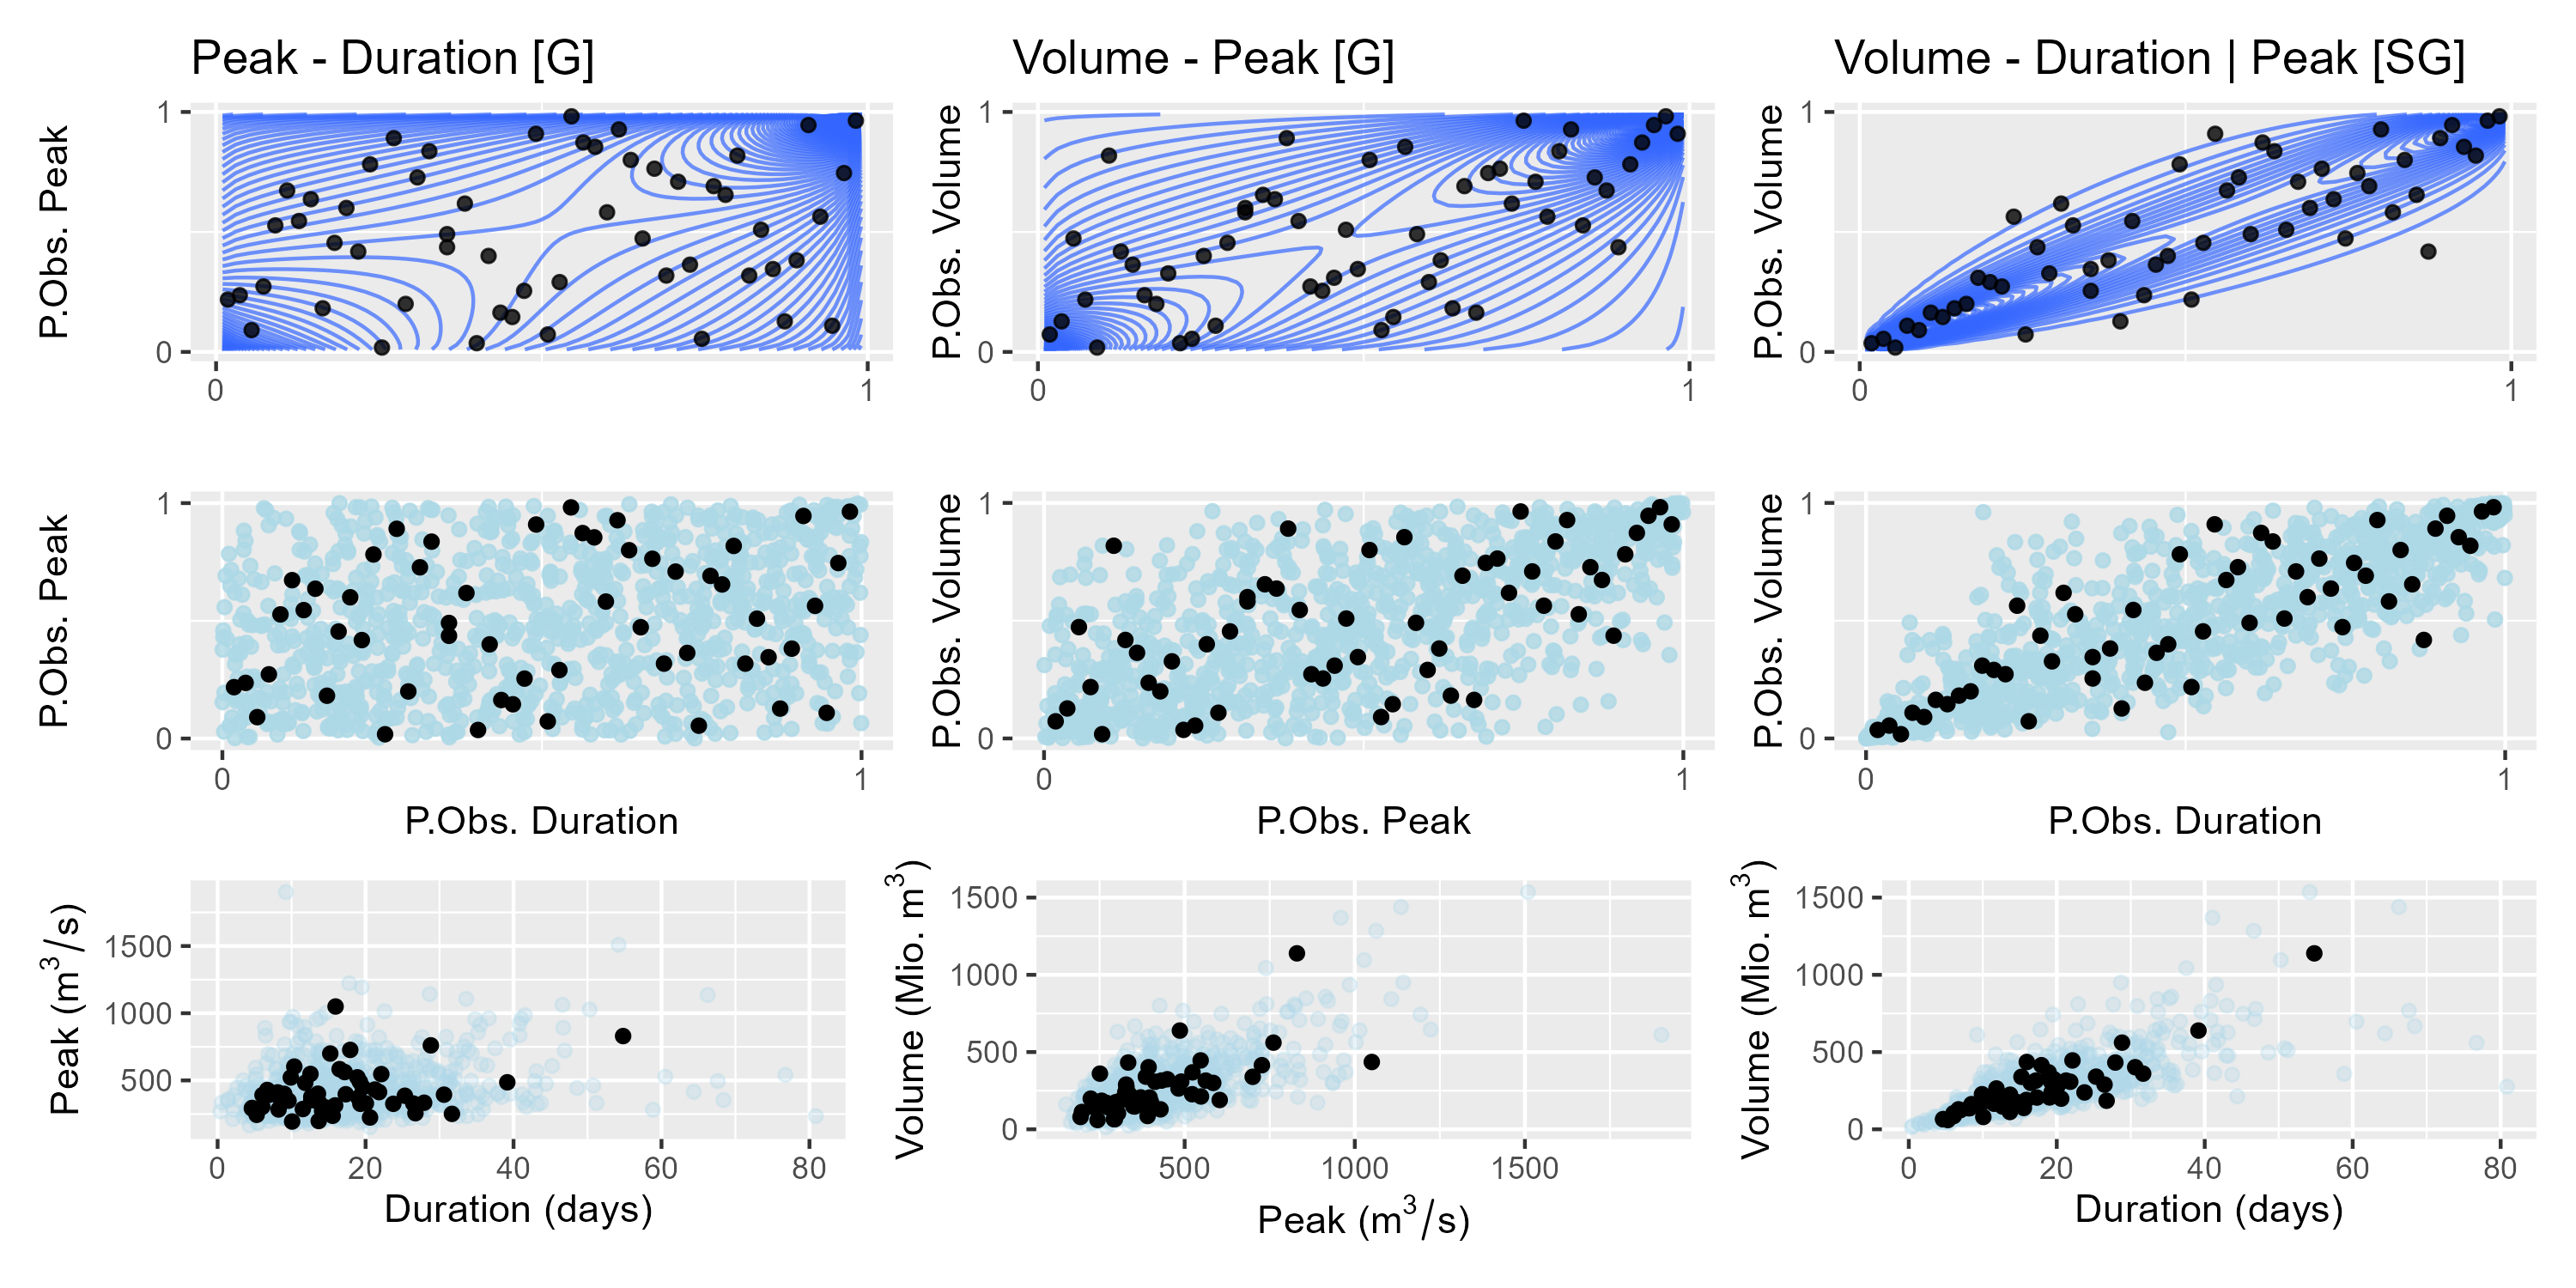 Peak - Duration [G]
Volume - Peak [G]
Volume - Duration | Peak [SG]
P.Obs. Peak
1
0
0
1
P.Obs. Volume
1
0
0
1
P.Obs. Volume
1
0
0
1
P.Obs. Peak
1
0
0
1
P.Obs. Duration
P.Obs. Volume
1
0
0
1
P.Obs. Peak
P.Obs. Volume
1
0
0
1
P.Obs. Duration
Peak (m³/s)
1500
1000
500
0
20
40
60
80
Duration (days)
Volume (Mio. m³)
1500
1000
500
0
500
1000
1500
Peak (m³/s)
Volume (Mio. m³)
1500
1000
500
0
0
20
40
60
80
Duration (days)